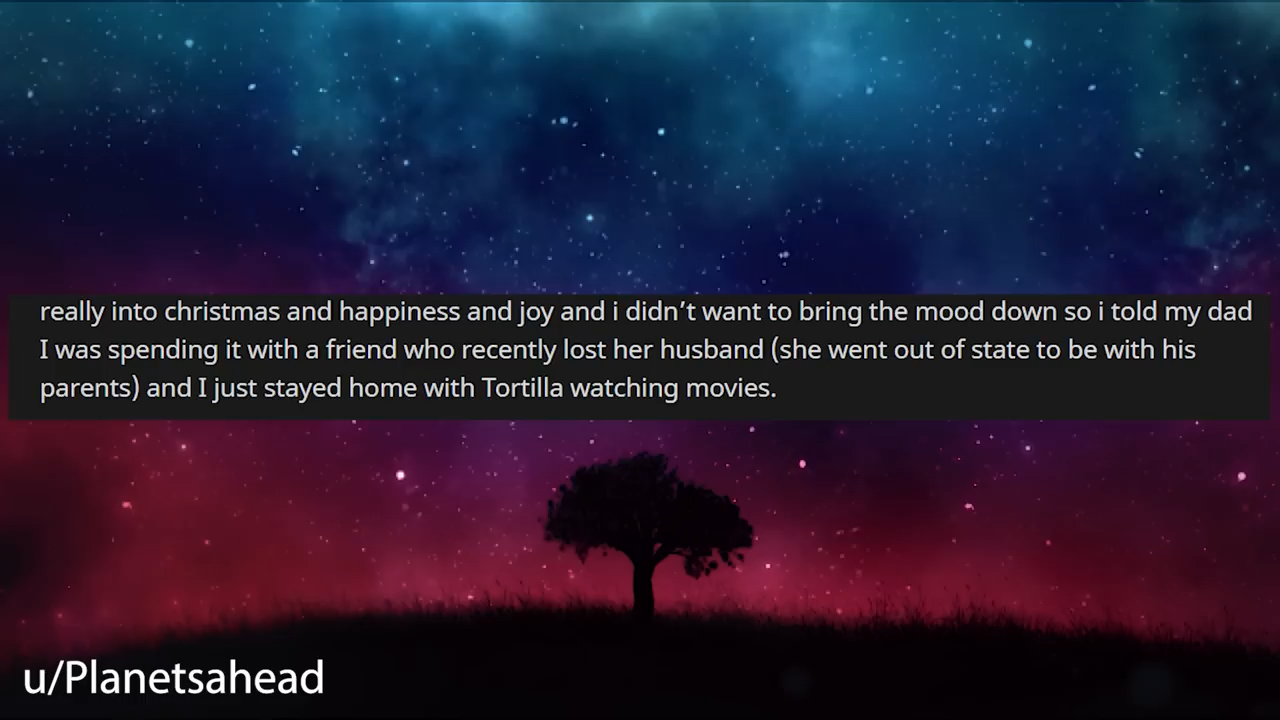 really into christmas and happiness and joy and i didn’t want to bring the mood down so i told my dad
I was spending it with a friend who recently lost her husband (she went out of state to be with his
parents) and I just stayed home with Tortilla watching movies.
u/Planetsahead